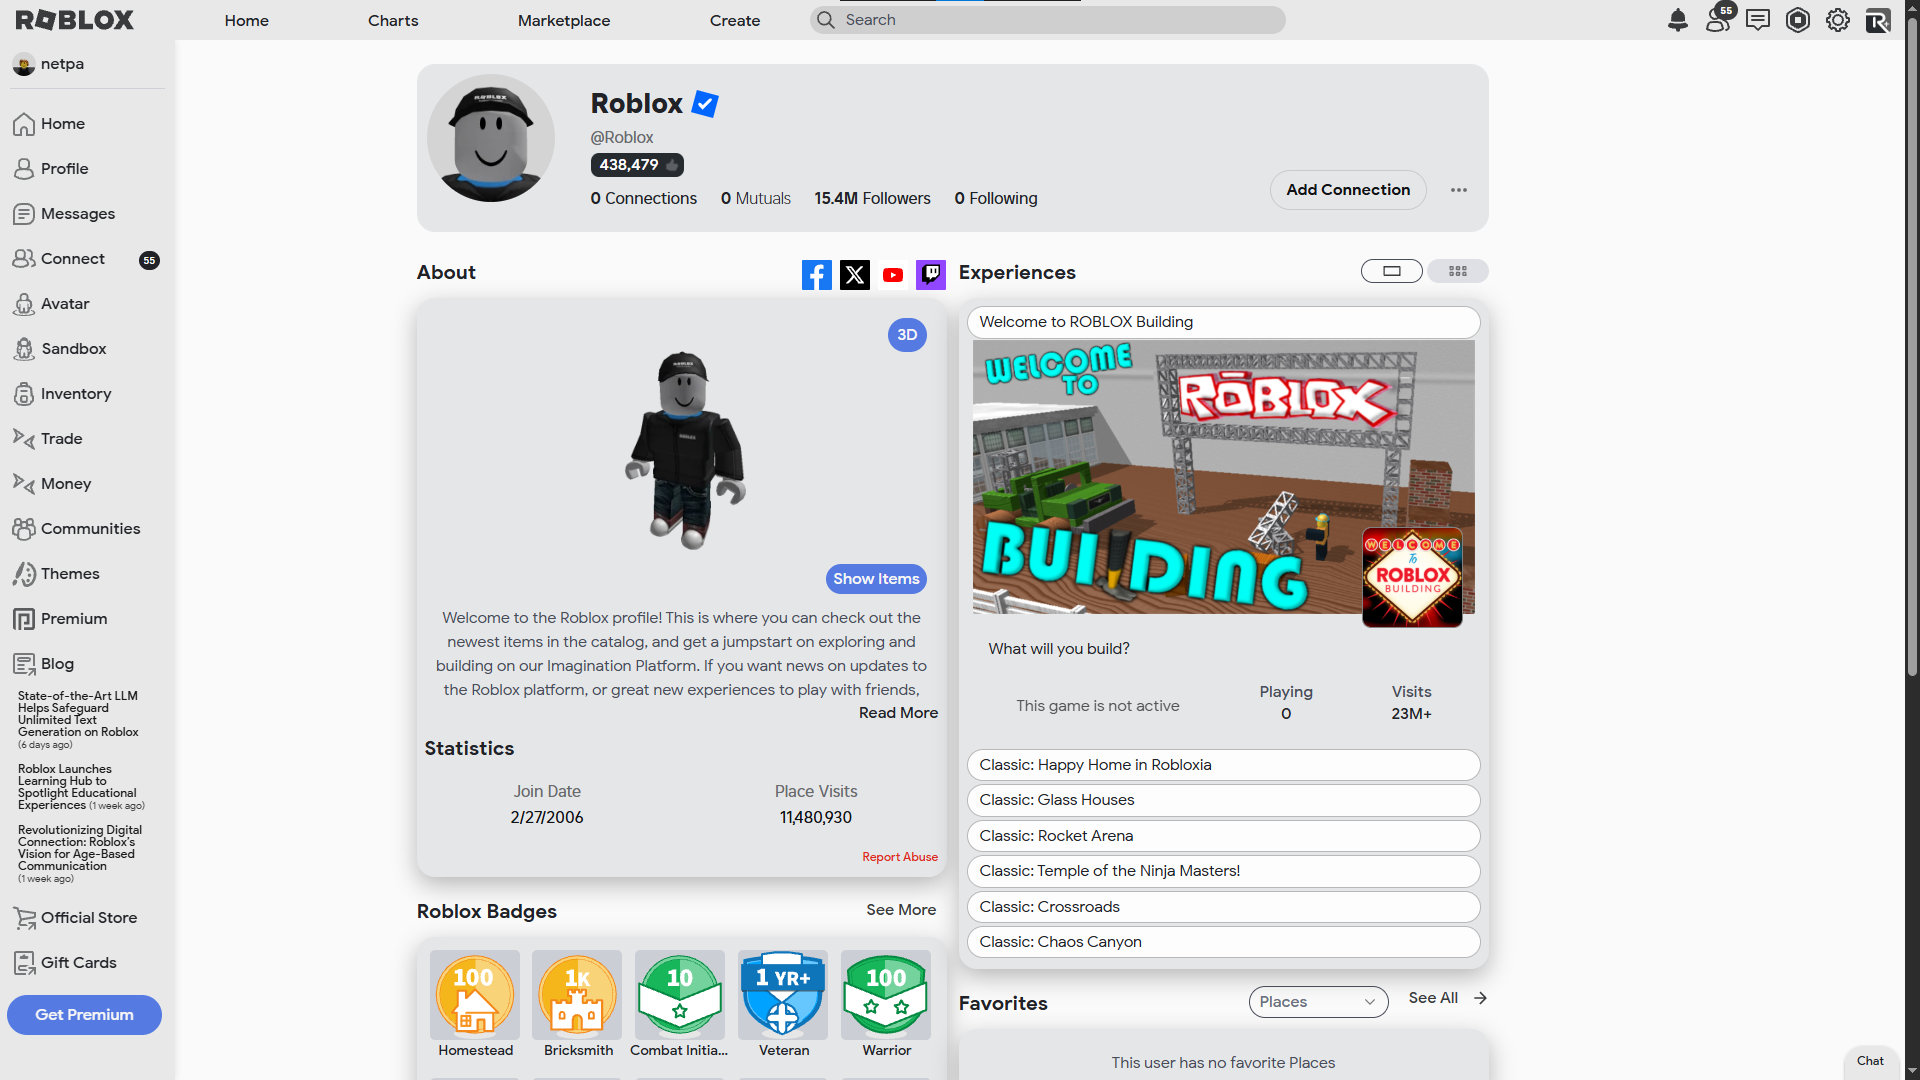 ROBLOX
Home
Charts
Marketplace
Create
Search
55
netpa
Home
Profile
Messages
Connect
55
Avatar
Sandbox
Inventory
Trade
Money
Communities
Themes
Premium
Blog
State-of-the-Art LLM
Helps Safeguard
Unlimited Text
Generation on Roblox
(6 days ago)
Roblox Launches
Learning Hub to
Spotlight Educational
Experiences (1 week ago)
Revolutionizing Digital
Connection: Roblox's
Vision for Age-Based
Communication
(1 week ago)
Official Store
Gift Cards
Get Premium
Roblox
@Roblox
438,479
0 Connections
0 Mutuals
15.4M Followers
0 Following
Add Connection
About
3D
Show Items
Welcome to the Roblox profile! This is where you can check out the
newest items in the catalog, and get a jumpstart on exploring and
building on our Imagination Platform. If you want news on updates to
the Roblox platform, or great new experiences to play with friends,
Read More
Statistics
Join Date
2/27/2006
Place Visits
11,480,930
Report Abuse
Roblox Badges
See More
100
Homestead
1K
Bricksmith
10
Combat Initia...
1 YR+
Veteran
100
Warrior
Experiences
Welcome to ROBLOX Building
WELCOME
TO
ROBLOX
BUILDING
WELCOME
To
ROBLOX
BUILDING
What will you build?
This game is not active
Playing
0
Visits
23M+
Classic: Happy Home in Robloxia
Classic: Glass Houses
Classic: Rocket Arena
Classic: Temple of the Ninja Masters!
Classic: Crossroads
Classic: Chaos Canyon
Favorites
Places
See All
This user has no favorite Places
Chat